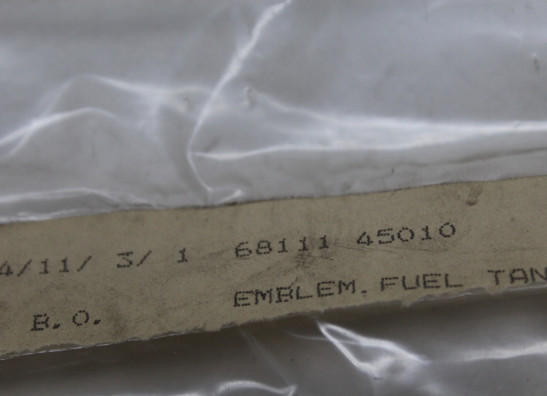 4/11/ 3/ 1 68111 45010
B.O. EMBLEM. FUEL TAN